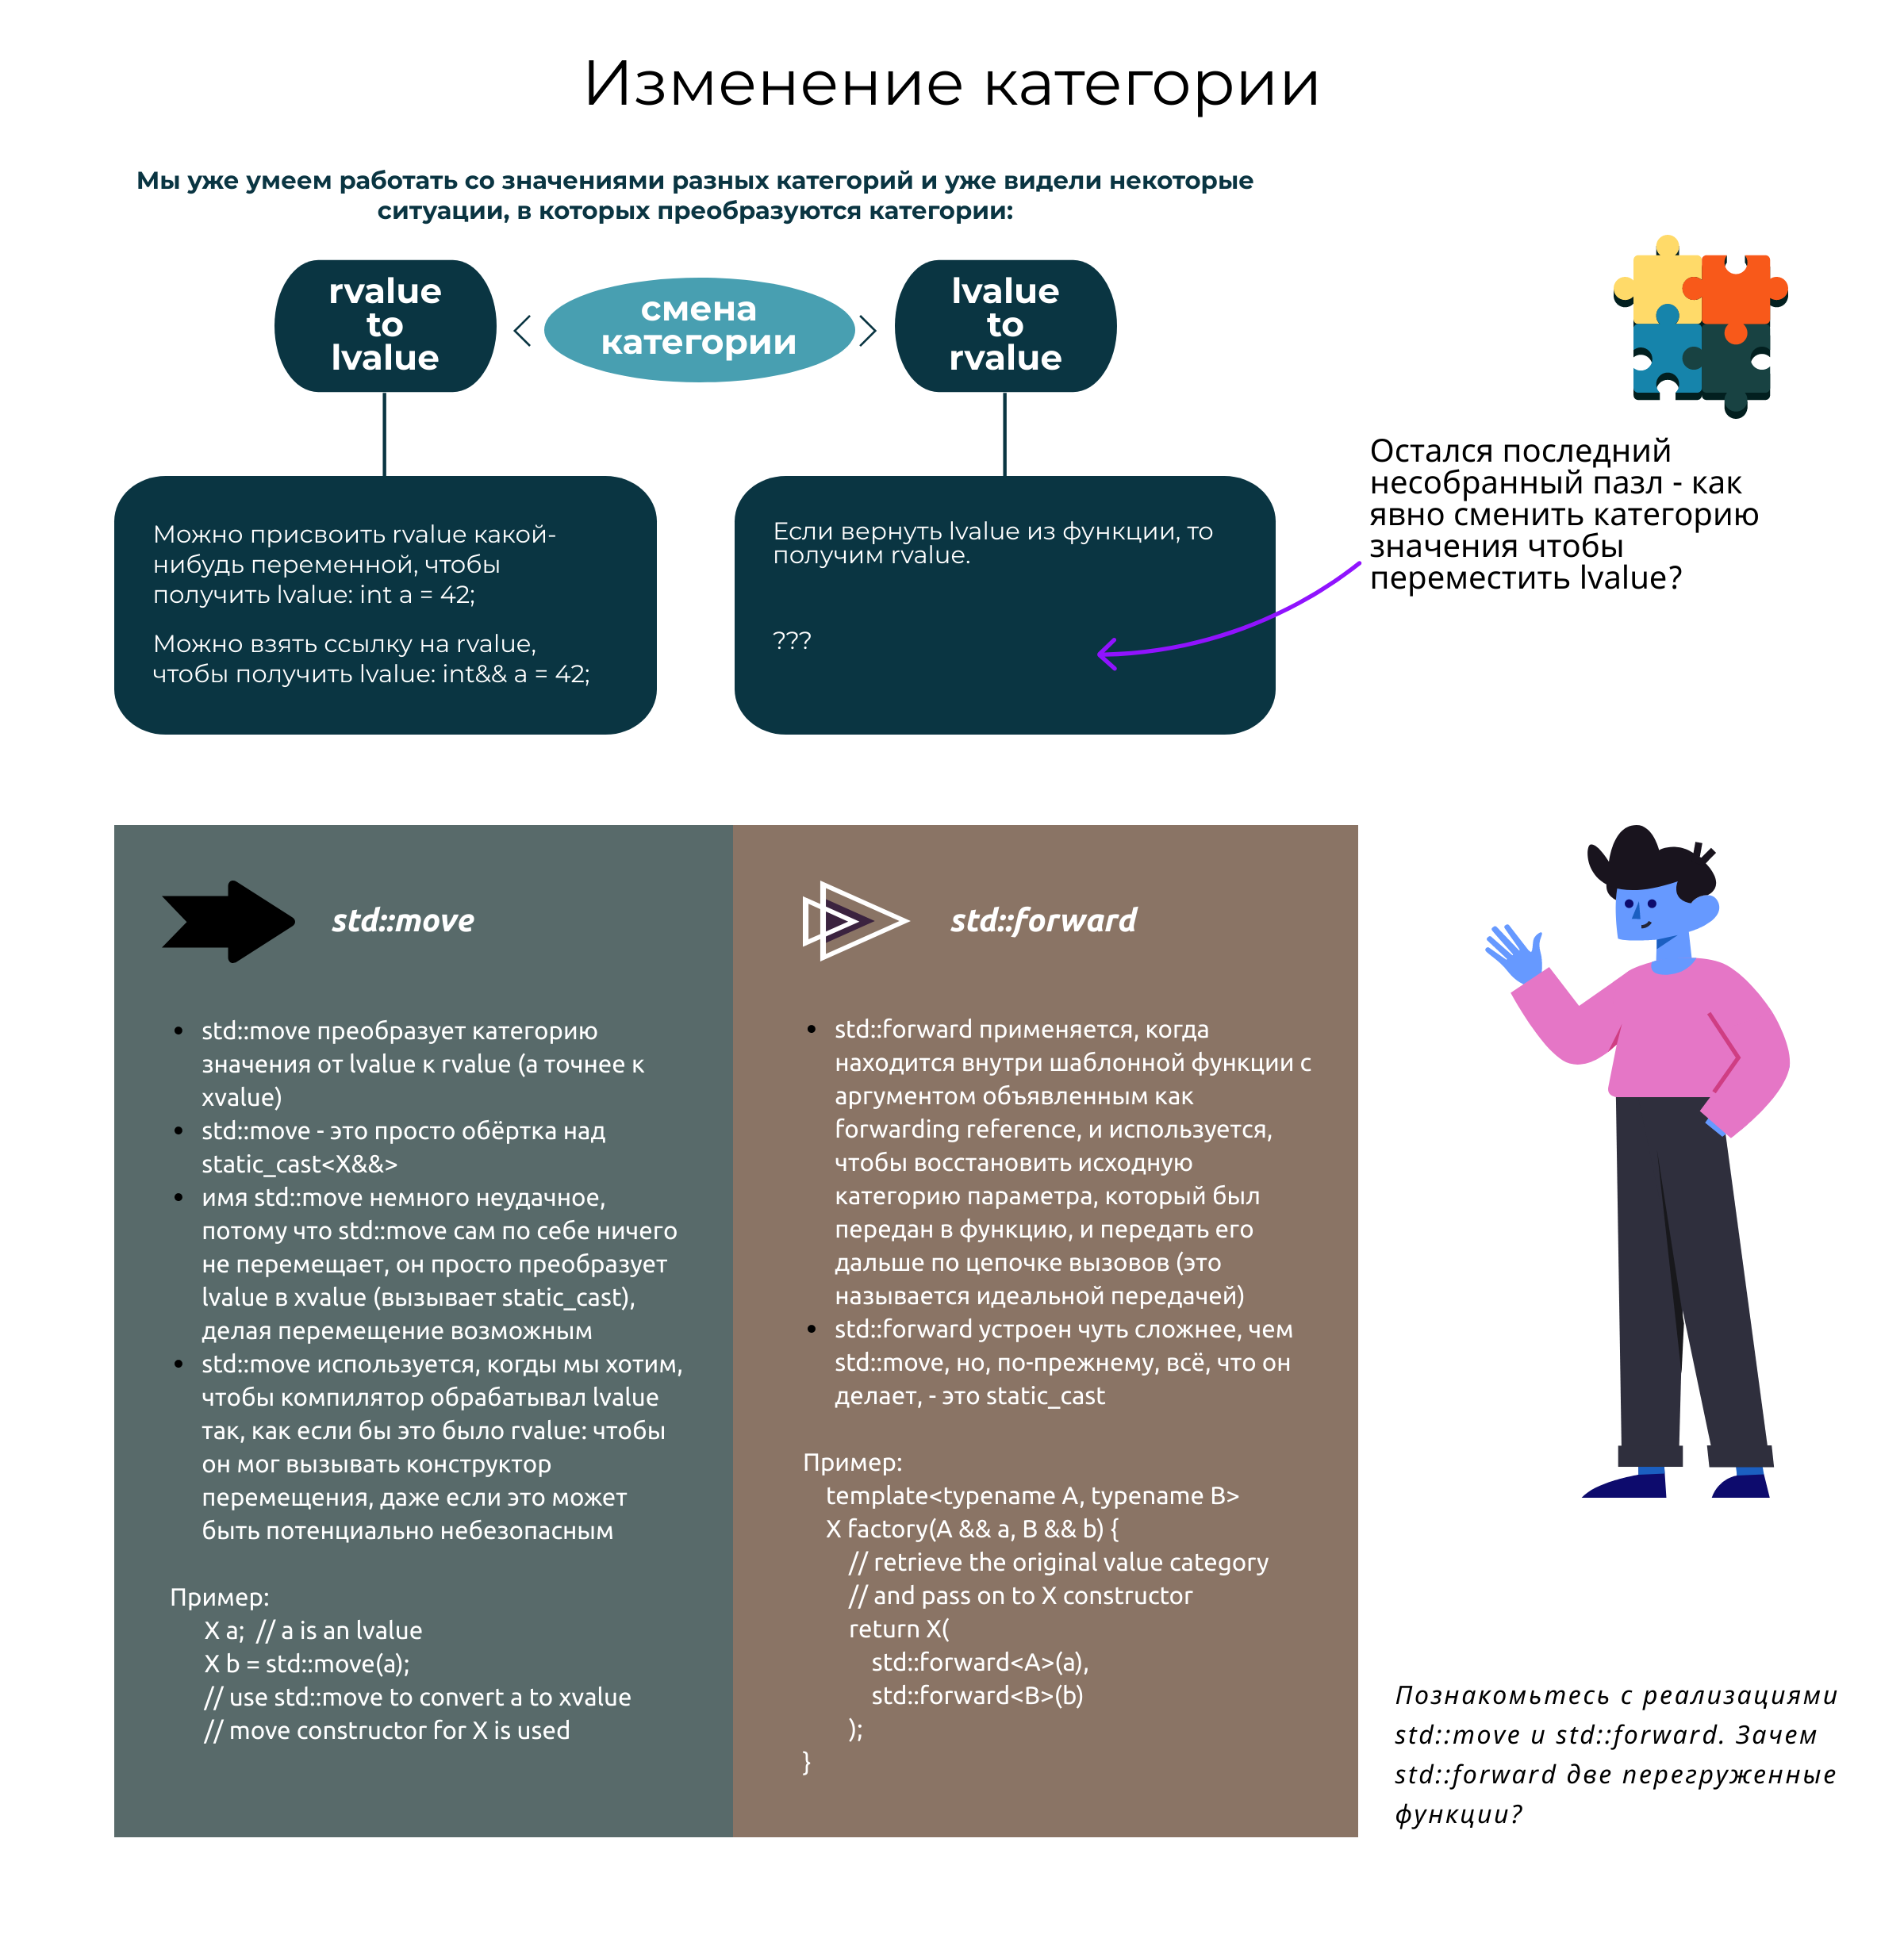 Изменение категории
Мы уже умеем работать со значениями разных категорий и уже видели некоторые
ситуации, в которых преобразуются категории:
rvalue
to
lvalue
смена
категории
lvalue
to
rvalue
Можно присвоить rvalue какой-
нибудь переменной, чтобы
получить lvalue: int a = 42;
Можно взять ссылку на rvalue,
чтобы получить lvalue: int&& a = 42;
Если вернуть lvalue из функции, то
получим rvalue.
???
Остался последний
несобранный пазл - как
явно сменить категорию
значения чтобы
переместить lvalue?
std::move
• std::move преобразует категорию
значения от lvalue к rvalue (а точнее к
xvalue)
• std::move - это просто обёртка над
static_cast<X&&>
• имя std::move немного неудачное,
потому что std::move сам по себе ничего
не перемещает, он просто преобразует
lvalue в xvalue (вызывает static_cast),
делая перемещение возможным
• std::move используется, когды мы хотим,
чтобы компилятор обрабатывал lvalue
так, как если бы это было rvalue: чтобы
он мог вызывать конструктор
перемещения, даже если это может
быть потенциально небезопасным
Пример:
X a;  // a is an lvalue
X b = std::move(a);
// use std::move to convert a to xvalue
// move constructor for X is used
std::forward
• std::forward применяется, когда
находится внутри шаблонной функции с
аргументом объявленным как
forwarding reference, и используется,
чтобы восстановить исходную
категорию параметра, который был
передан в функцию, и передать его
дальше по цепочке вызовов (это
называется идеальной передачей)
• std::forward устроен чуть сложнее, чем
std::move, но, по-прежнему, всё, что он
делает, - это static_cast
Пример:
template<typename A, typename B>
X factory(A && a, B && b) {
// retrieve the original value category
// and pass on to X constructor
return X(
std::forward<A>(a),
std::forward<B>(b)
);
}
Познакомьтесь с реализациями
std::move и std::forward. Зачем
std::forward две перегруженные
функции?